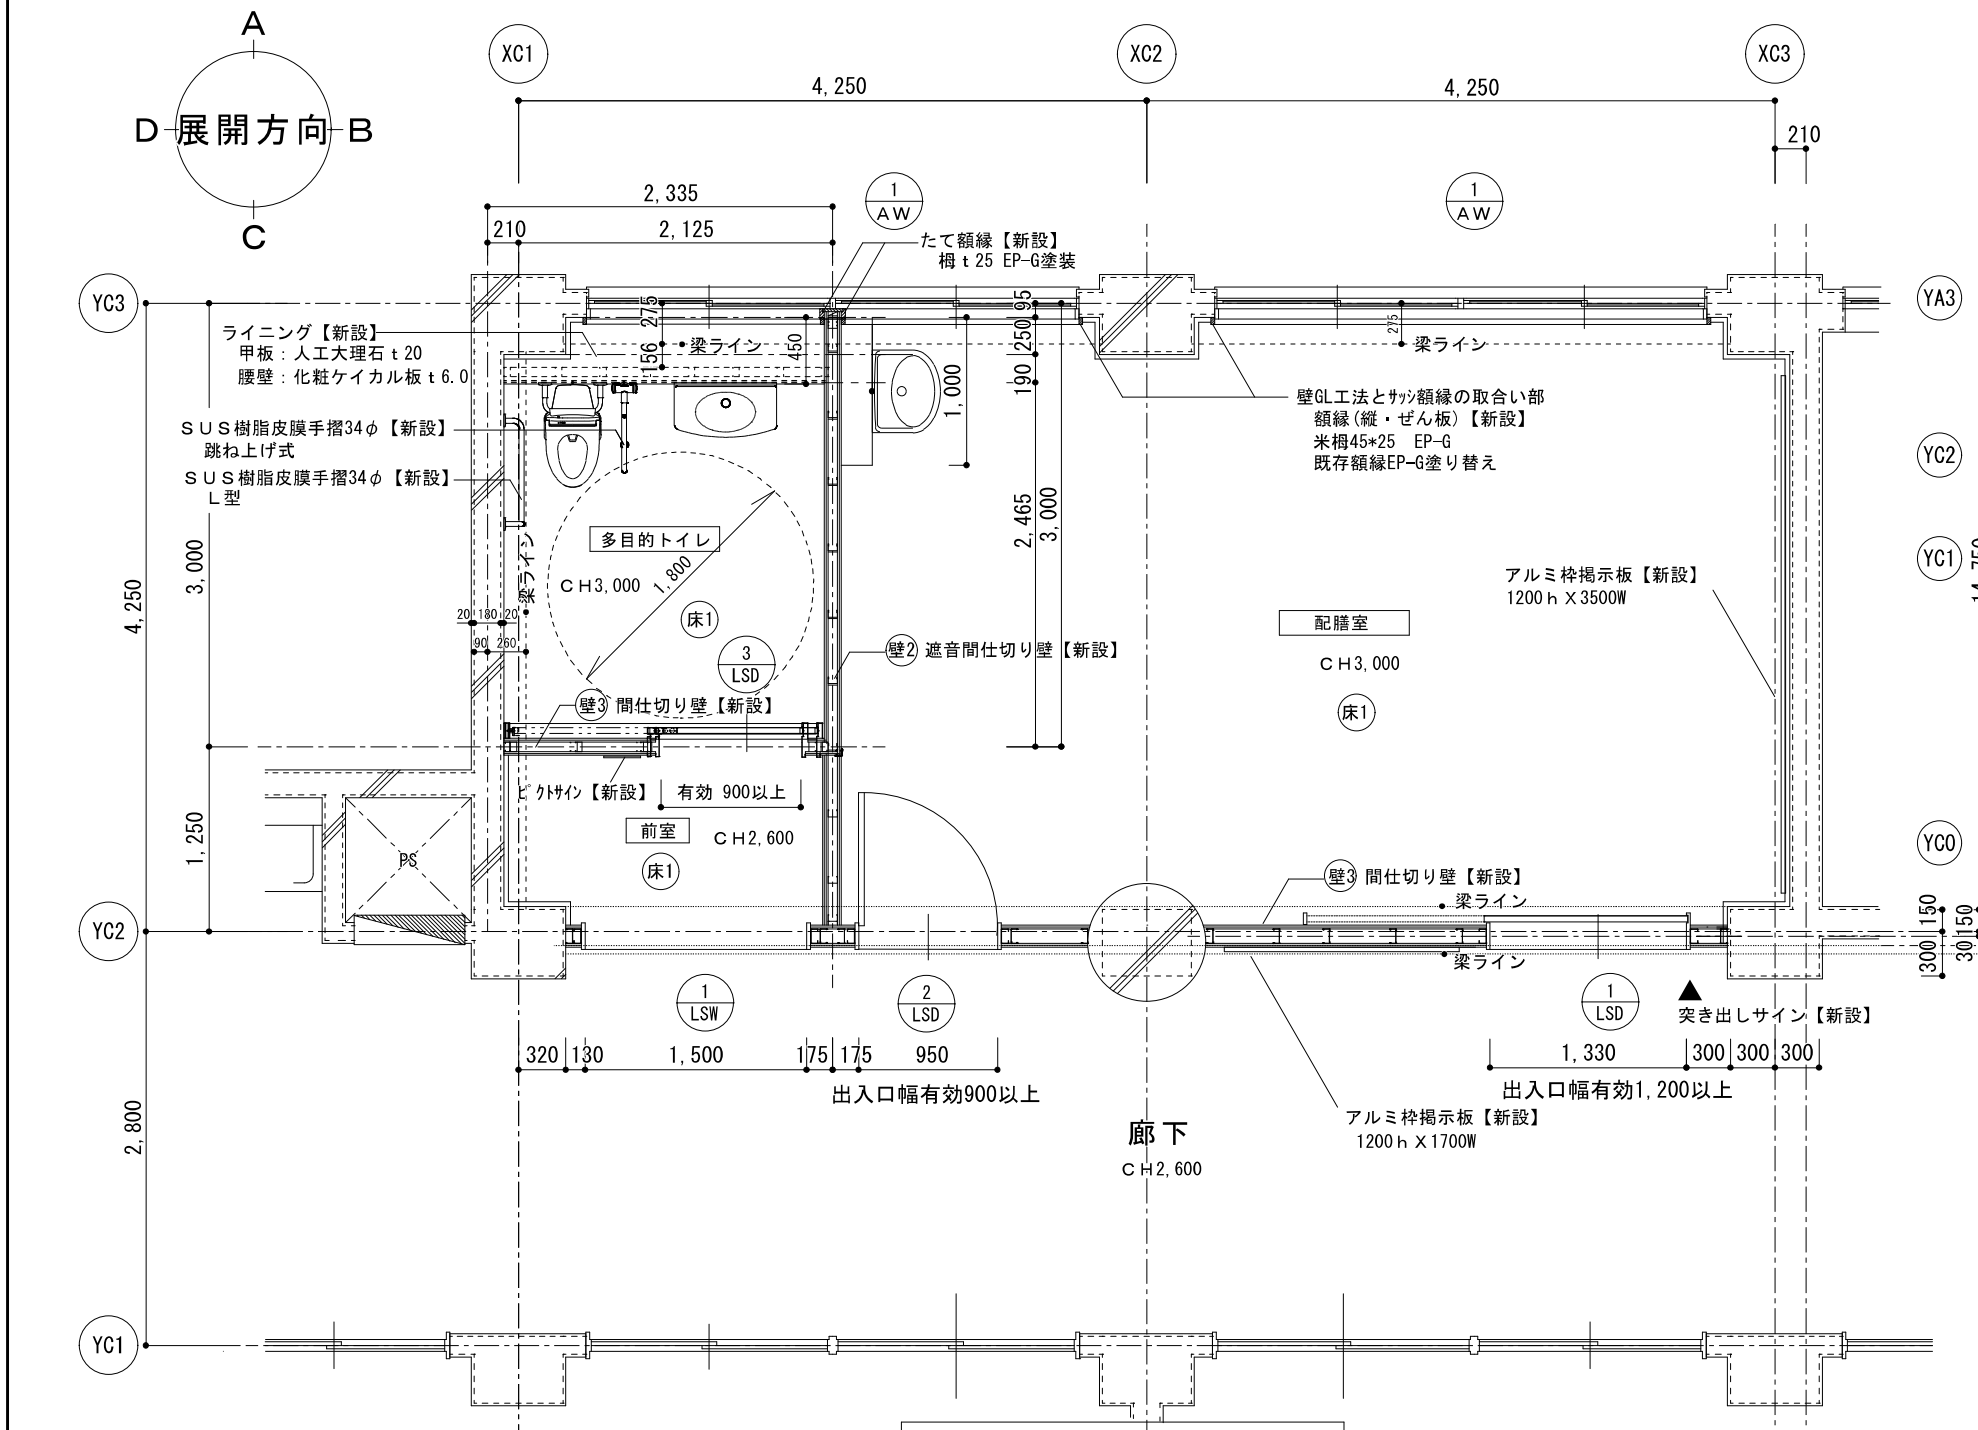 A
D 展開方向 B
C
XC1
XC2
XC3
4,250
4,250
210
2,335
210
2,125
1
AW
1
AW
たて額縁【新設】
栂ｔ25 EP-G塗装
YC3
YA3
275
156
梁ライン
450
95
250
190
1,000
275
梁ライン
ライニング【新設】
甲板：人工大理石ｔ20
腰壁：化粧ケイカル板ｔ6.0
ＳＵＳ樹脂皮膜手摺34φ【新設】
跳ね上げ式
ＳＵＳ樹脂皮膜手摺34φ【新設】
Ｌ型
壁GL工法とｻｯｼ額縁の取合い部
額縁(縦・ぜん板)【新設】
米栂45*25　EP-G
既存額縁EP-G塗り替え
YC2
YC1
14,750
YC0
4,250
3,000
1,250
2,465
3,000
多目的トイレ
ＣＨ3,000
1,800
床1
梁ライン
20
180
20
90
260
3
LSD
壁2 遮音間仕切り壁【新設】
壁3 間仕切り壁【新設】
アルミ枠掲示板【新設】
1200ｈＸ3500W
配膳室
ＣＨ3,000
床1
ﾋﾟｸﾄｻｲﾝ【新設】
有効 900以上
前室
ＣＨ2,600
床1
PS
壁3 間仕切り壁【新設】
梁ライン
梁ライン
YC2
150
300
150
30
1
LSW
2
LSD
1
LSD
突き出しサイン【新設】
320
130
1,500
175
175
950
1,330
300
300
300
出入口幅有効900以上
出入口幅有効1,200以上
2,800
廊下
ＣＨ2,600
アルミ枠掲示板【新設】
1200ｈＸ1700W
YC1